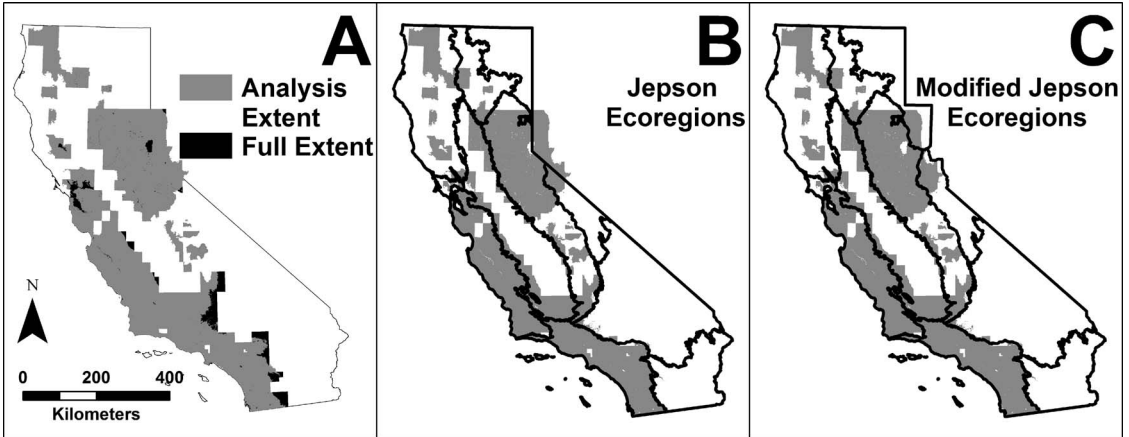 A
Analysis
Extent
Full Extent
N
0 200 400
Kilometers
B
Jepson
Ecoregions
C
Modified Jepson
Ecoregions